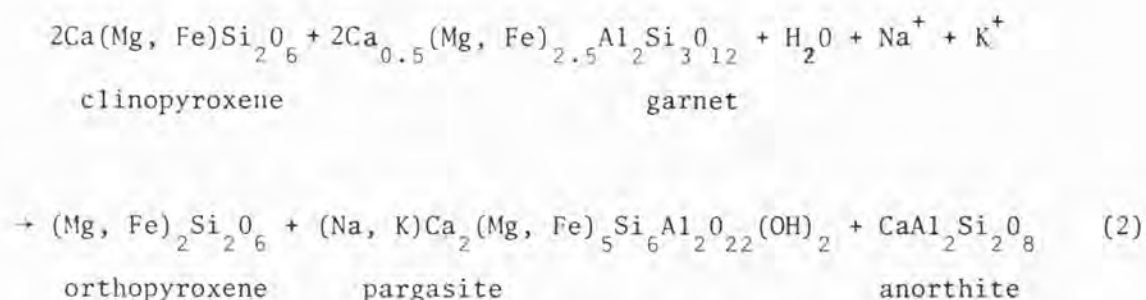 2Ca(Mg, Fe)Si₂O₆ + 2Ca₀.₅(Mg, Fe)₂.₅Al₂Si₃O₁₂ + H₂O + Na⁺ + K⁺
clinopyroxene garnet
→ (Mg, Fe)₂Si₂O₆ + (Na, K)Ca₂(Mg, Fe)₅Si₆Al₂O₂₂(OH)₂ + CaAl₂Si₂O₈ (2)
orthopyroxene pargasite anorthite